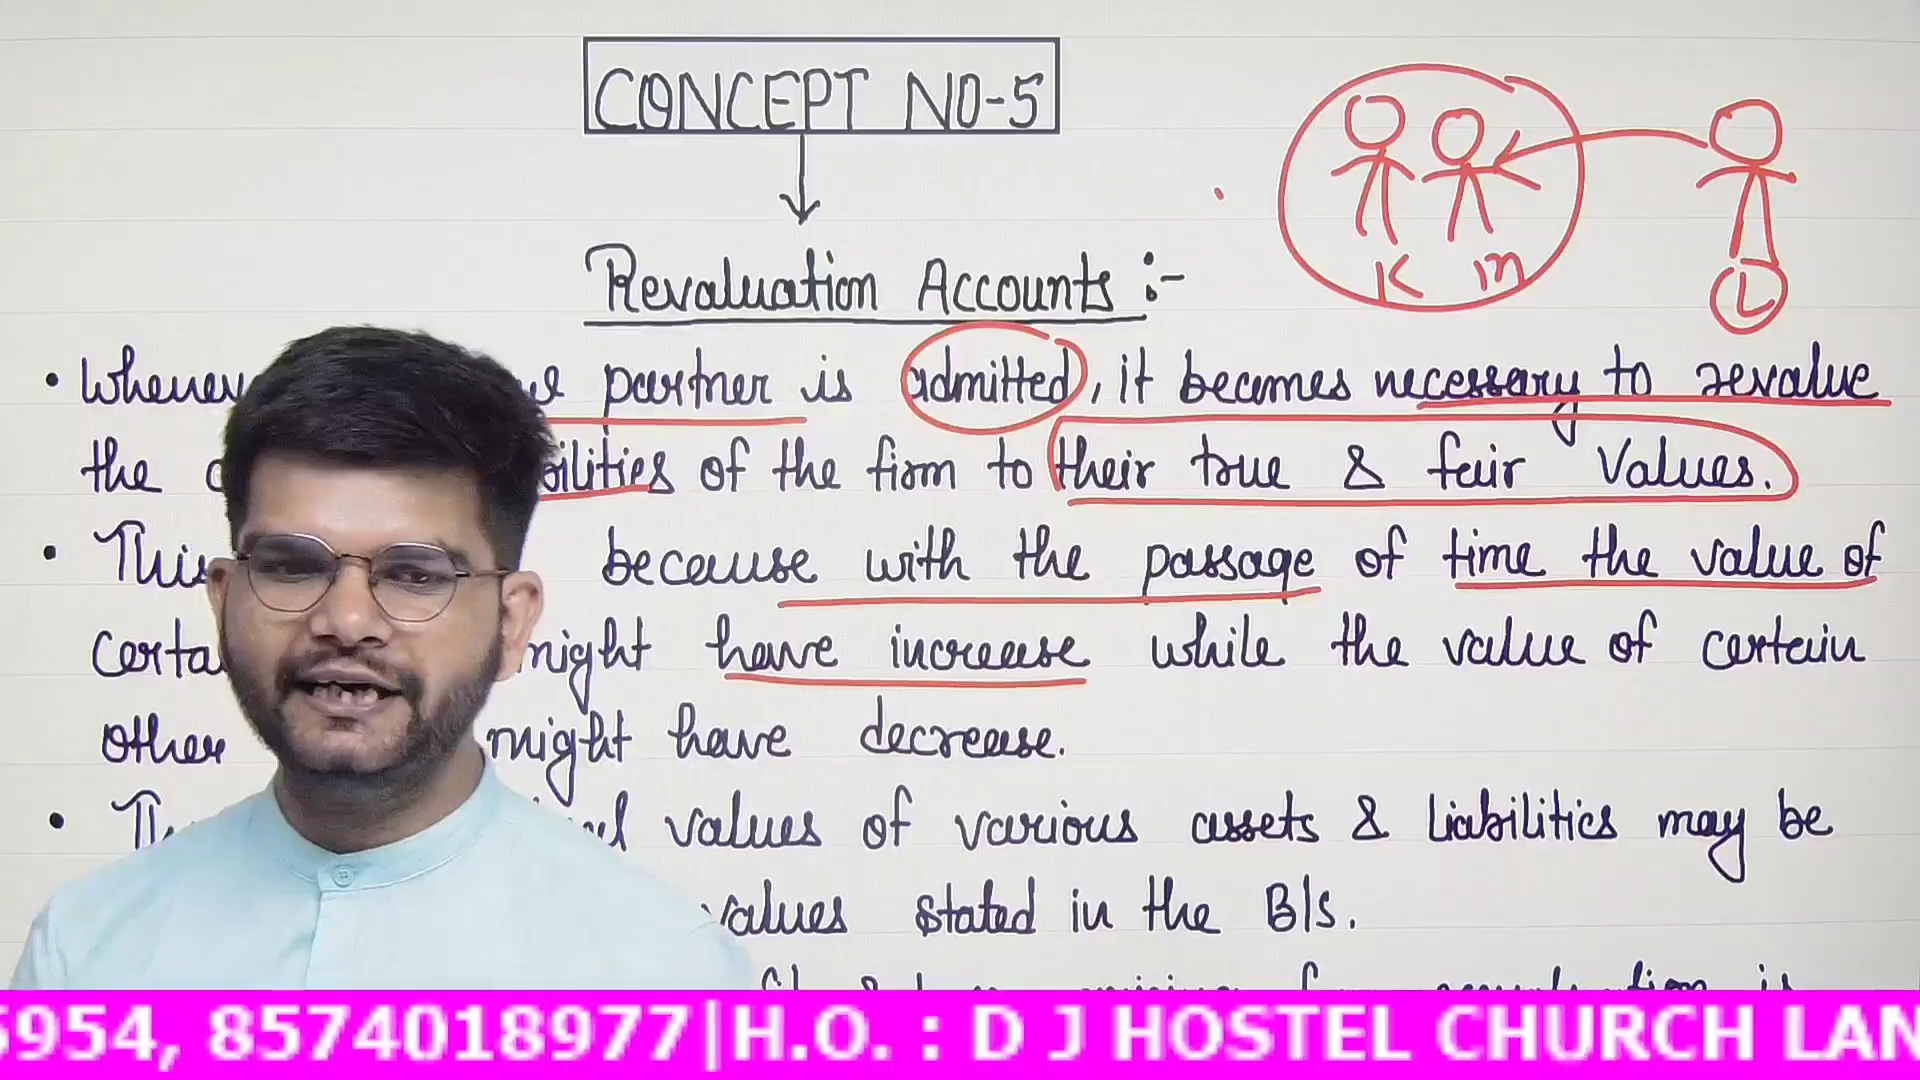 CONCEPT NO-5
K m
L
Revaluation Accounts :-
• Whenev partner is admitted, it becomes necessary to revalue
the bilities of the firm to their true & fair Values.
• This because with the passage of time the value of
certa might have increase while the value of certain
other might have decrease.
• values of various assets & liabilities may be
values stated in the B/s.
5954, 8574018977|H.O. : D J HOSTEL CHURCH LAN